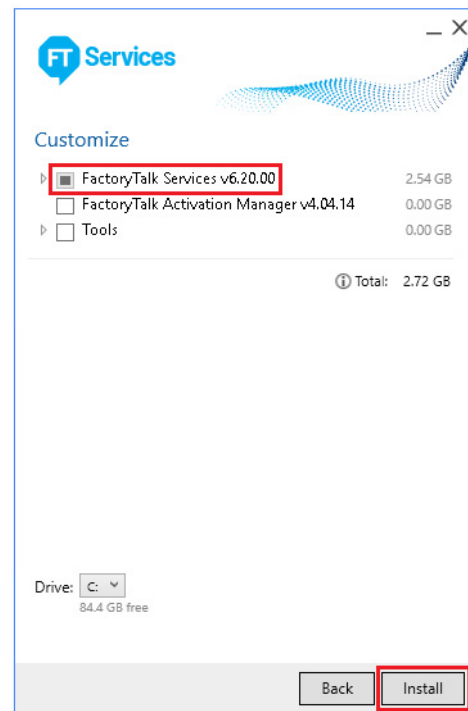 FT Services
Customize
FactoryTalk Services v6.20.00 2.54 GB
FactoryTalk Activation Manager v4.04.14 0.00 GB
Tools 0.00 GB
Total: 2.72 GB
Drive: C:
84.4 GB free
Back Install